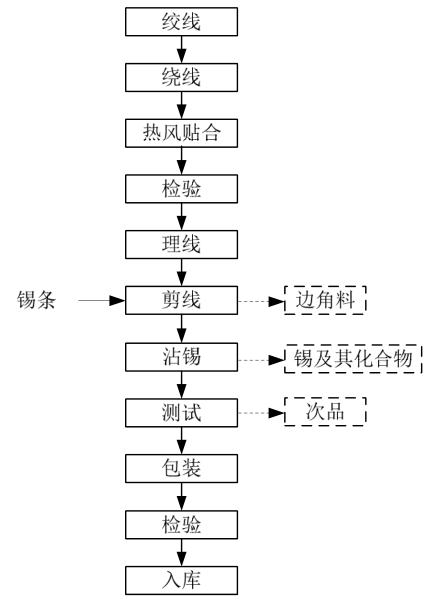 绞线
绕线
热风贴合
检验
理线
锡条
剪线
边角料
沾锡
锡及其化合物
测试
次品
包装
检验
入库